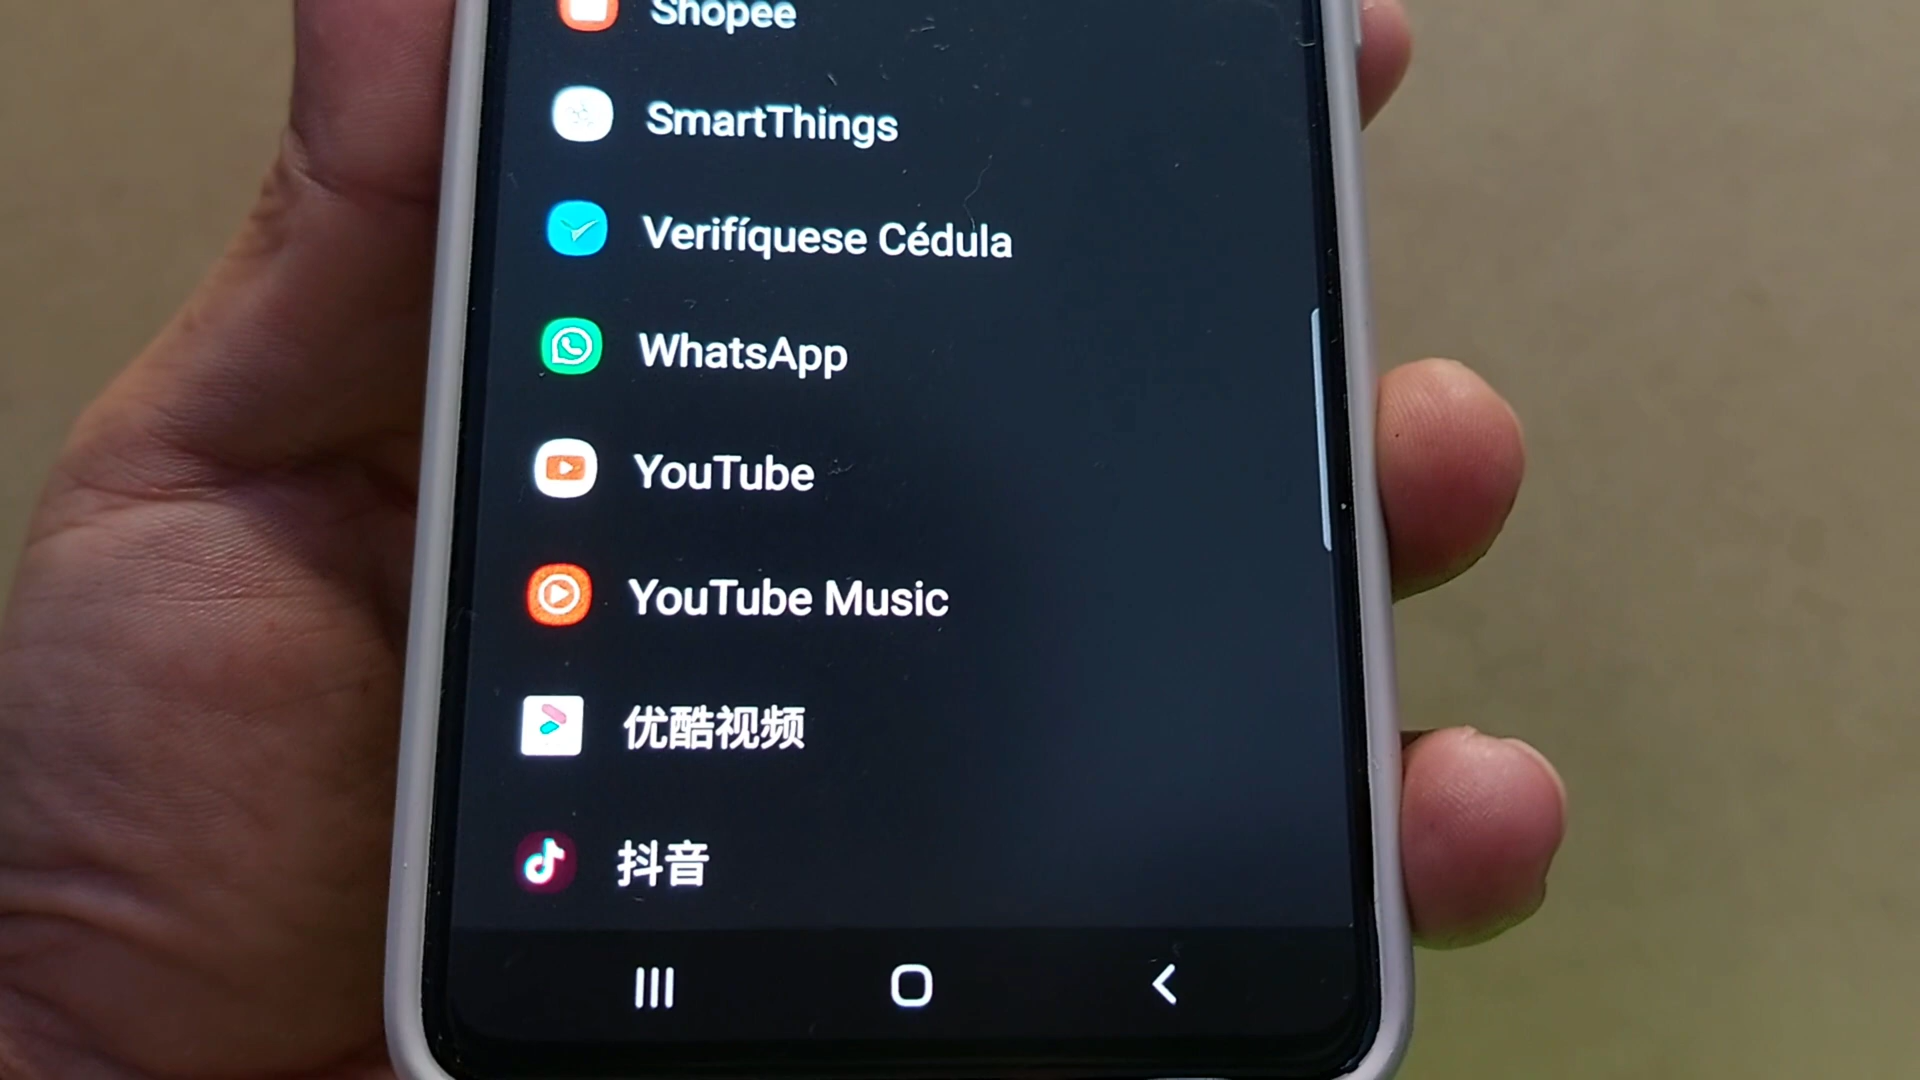 Shopee
SmartThings
Verifíquese Cédula
WhatsApp
YouTube
YouTube Music
优酷视频
抖音